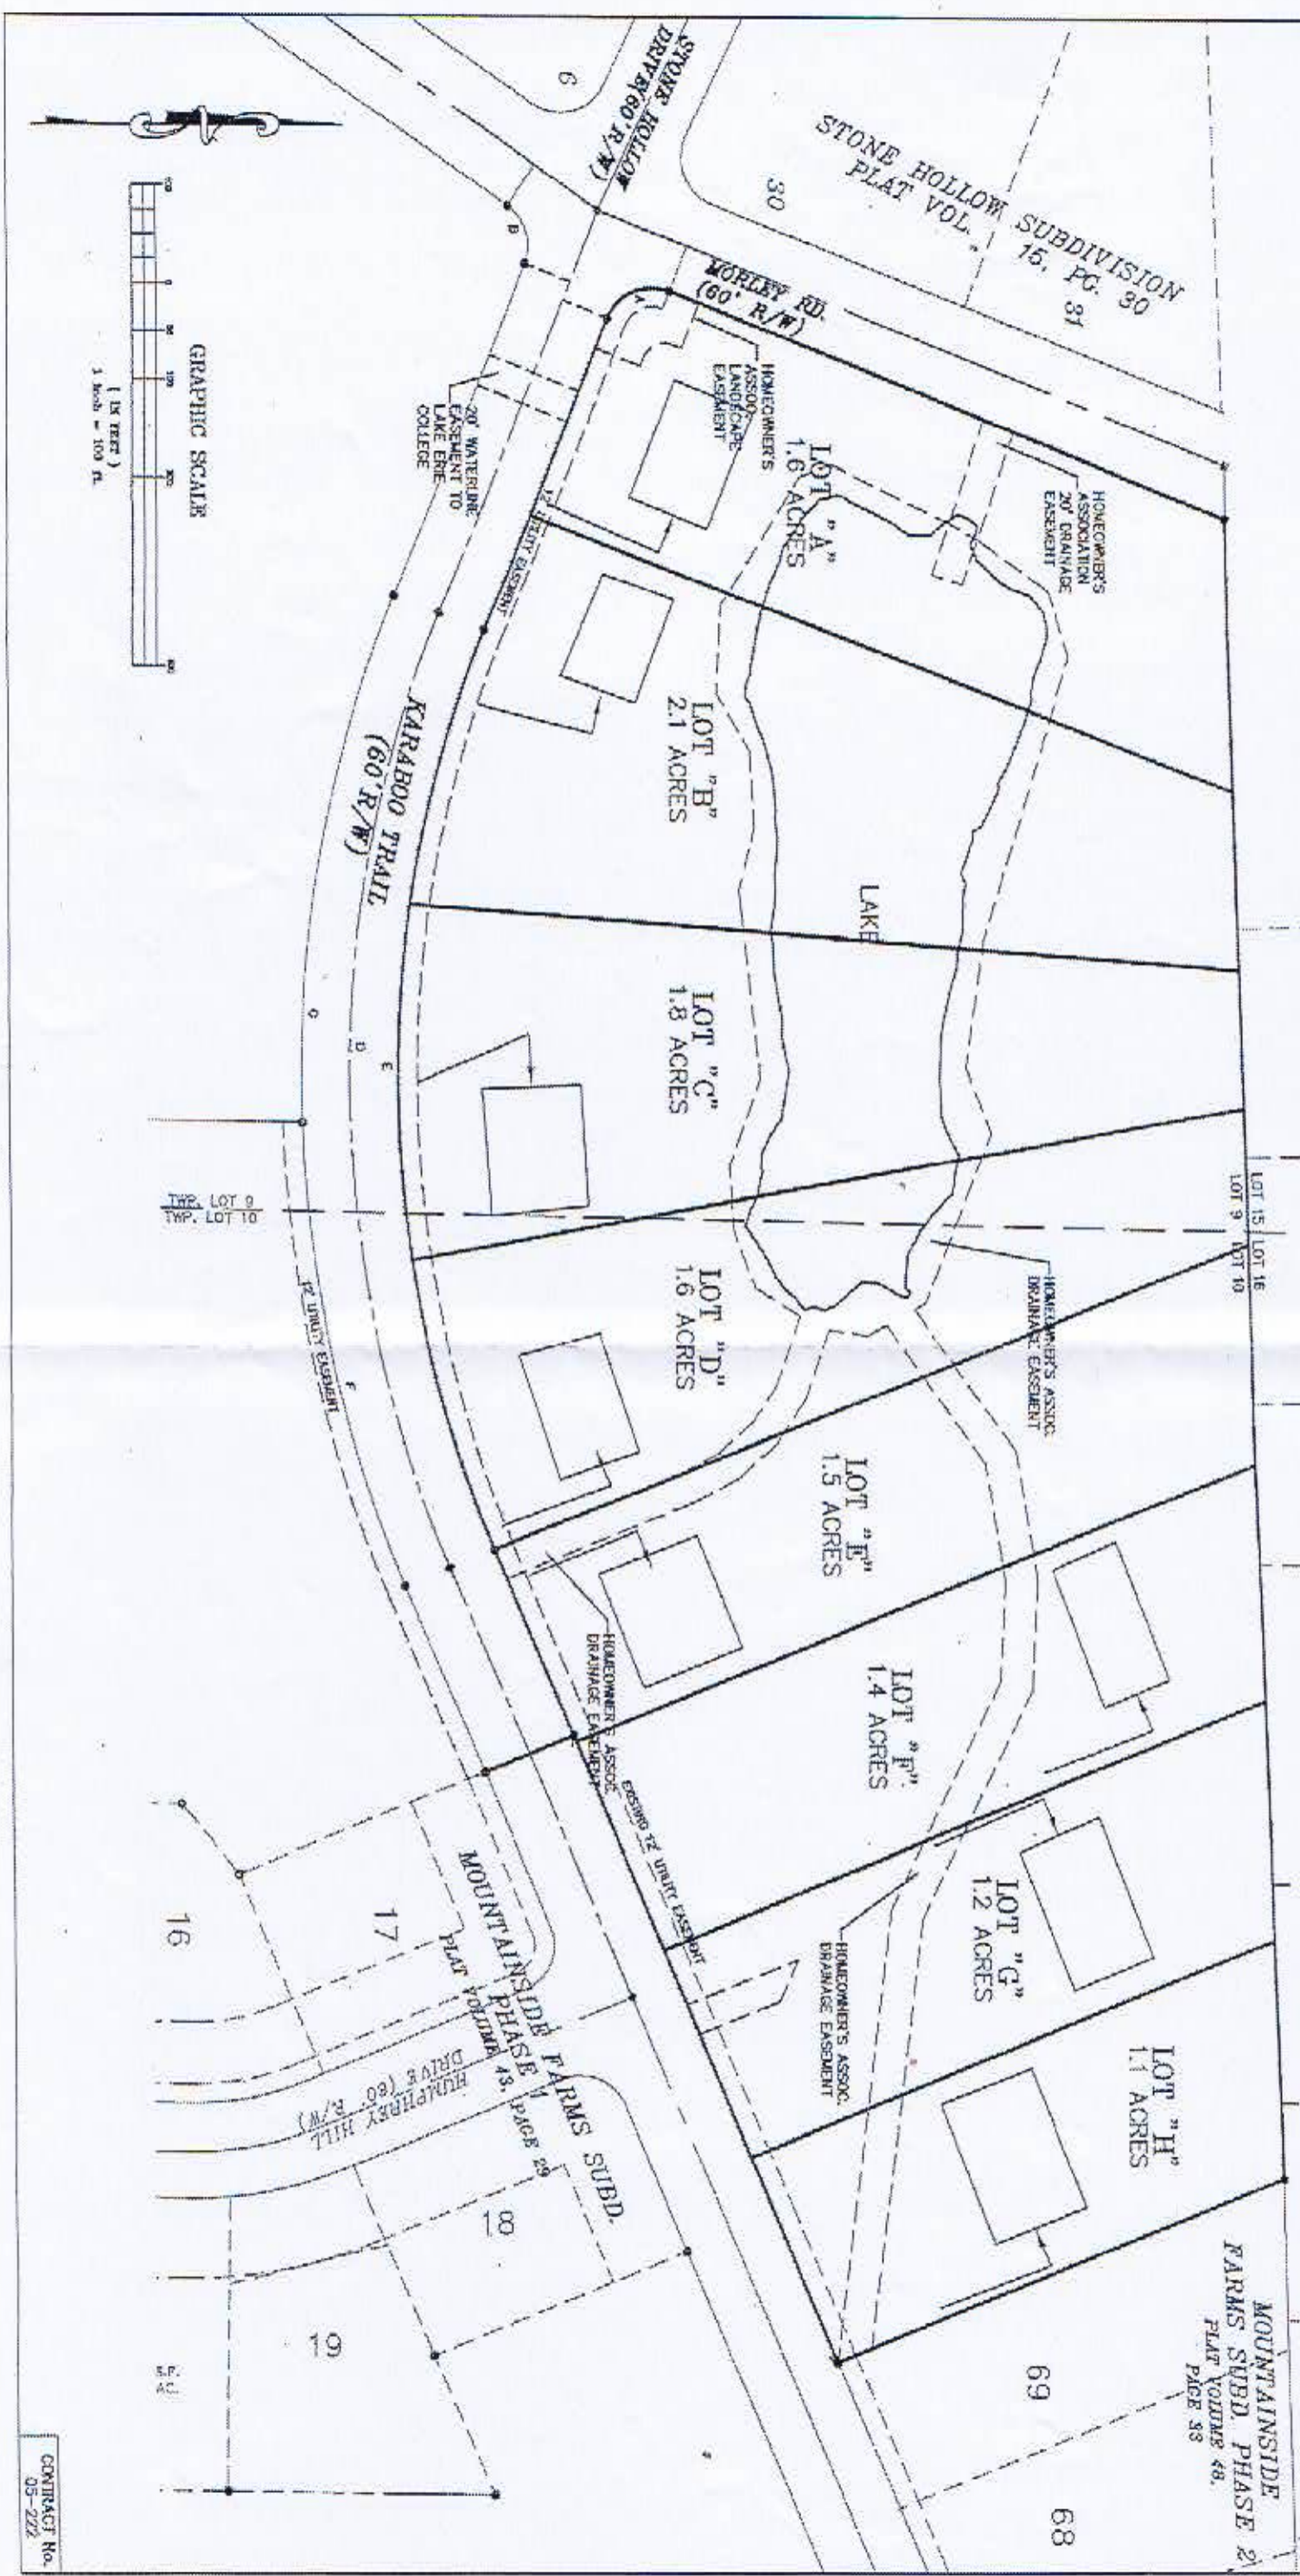 STONE HOLLOW SUBDIVISION
PLAT VOL. 15, PG. 30
6
30
31
STONE HOLLOW
DRIVE (60' R/W)
MORLEY RD.
(60' R/W)
HOMEOWNER'S
ASSOC.
LANDSCAPE
EASEMENT
HOMEOWNER'S
ASSOCIATION
20' DRAINAGE
EASEMENT
LOT "A"
1.6 ACRES
A
B
20' WATERLINE
EASEMENT TO
LAKE ERIE
COLLEGE
12' UTILITY EASEMENT
GRAPHIC SCALE
100
0
50
100
200
( IN FEET )
1 inch = 100 ft.
KARABOO TRAIL
(60' R/W)
LOT "B"
2.1 ACRES
LAKE
LOT "C"
1.8 ACRES
C
D
E
TWP. LOT 9
TWP. LOT 10
LOT 15
LOT 9
LOT 16
LOT 10
HOMEOWNER'S ASSOC.
DRAINAGE EASEMENT
LOT "D"
1.6 ACRES
12' UTILITY EASEMENT
F
LOT "E"
1.5 ACRES
HOMEOWNER'S ASSOC.
DRAINAGE EASEMENT
LOT "F"
1.4 ACRES
EXISTING 12' UTILITY EASEMENT
LOT "G"
1.2 ACRES
HOMEOWNER'S ASSOC.
DRAINAGE EASEMENT
LOT "H"
1.1 ACRES
16
17
MOUNTAINSIDE FARMS SUBD.
PHASE 1
PLAT VOLUME 43, PAGE 29
HUMPHREY HILL
DRIVE (60' R/W)
18
19
69
68
MOUNTAINSIDE
FARMS SUBD. PHASE 2
PLAT VOLUME 48,
PAGE 33
CONTRACT No.
05-222